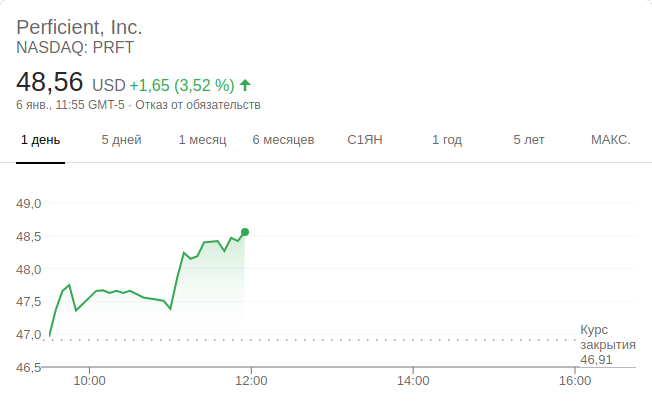 Perficient, Inc.
NASDAQ: PRFT
48,56 USD +1,65 (3,52 %) ↑
6 янв., 11:55 GMT-5 · Отказ от обязательств
1 день 5 дней 1 месяц 6 месяцев С1ЯН 1 год 5 лет МАКС.
49,0
48,5
48,0
47,5
47,0
46,5
Курс
закрытия
46,91
10:00 12:00 14:00 16:00